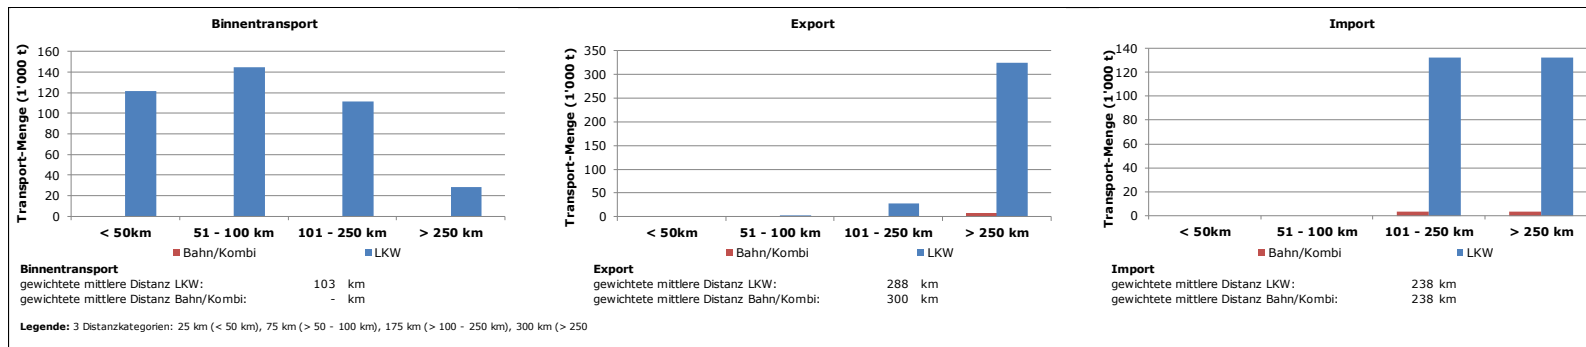 Binnentransport
Transport-Menge (1'000 t)
160
140
120
100
80
60
40
20
0
< 50km
51 - 100 km
101 - 250 km
> 250 km
Bahn/Kombi
LKW
Binnentransport
gewichtete mittlere Distanz LKW: 103 km
gewichtete mittlere Distanz Bahn/Kombi: - km
Legende: 3 Distanzkategorien: 25 km (< 50 km), 75 km (> 50 - 100 km), 175 km (> 100 - 250 km), 300 km (> 250
Export
Transport-Menge (1'000 t)
350
300
250
200
150
100
50
0
< 50km
51 - 100 km
101 - 250 km
> 250 km
Bahn/Kombi
LKW
Export
gewichtete mittlere Distanz LKW: 288 km
gewichtete mittlere Distanz Bahn/Kombi: 300 km
Import
Transport-Menge (1'000 t)
140
120
100
80
60
40
20
0
< 50km
51 - 100 km
101 - 250 km
> 250 km
Bahn/Kombi
LKW
Import
gewichtete mittlere Distanz LKW: 238 km
gewichtete mittlere Distanz Bahn/Kombi: 238 km